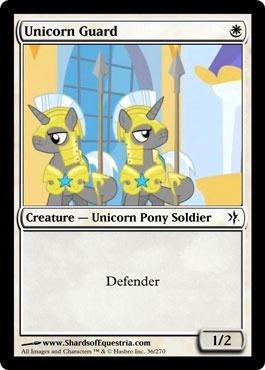 Unicorn Guard
Creature — Unicorn Pony Soldier
Defender
www.ShardsofEquestria.com
All Images and Characters ™ & © Hasbro Inc. 36/270
1/2